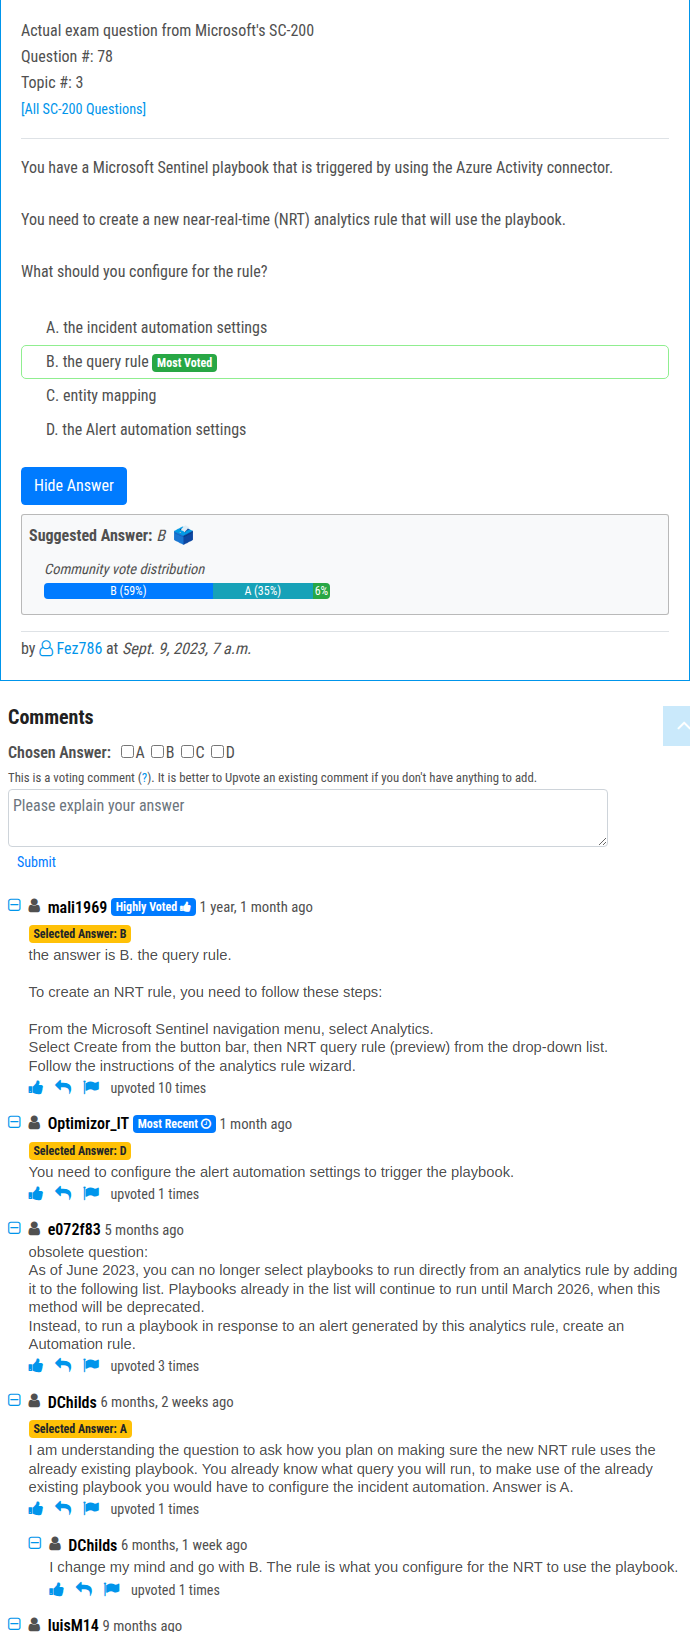 Actual exam question from Microsoft's SC-200
Question #: 78
Topic #: 3
[All SC-200 Questions]
You have a Microsoft Sentinel playbook that is triggered by using the Azure Activity connector.
You need to create a new near-real-time (NRT) analytics rule that will use the playbook.
What should you configure for the rule?
A. the incident automation settings
B. the query rule Most Voted
C. entity mapping
D. the Alert automation settings
Hide Answer
Suggested Answer: B
Community vote distribution
B (59%) A (35%) 6%
by Fez786 at Sept. 9, 2023, 7 a.m.
Comments
Chosen Answer: A B C D
This is a voting comment (?). It is better to Upvote an existing comment if you don't have anything to add.
Please explain your answer
Submit
mali1969 Highly Voted 1 year, 1 month ago
Selected Answer: B
the answer is B. the query rule.
To create an NRT rule, you need to follow these steps:
From the Microsoft Sentinel navigation menu, select Analytics.
Select Create from the button bar, then NRT query rule (preview) from the drop-down list.
Follow the instructions of the analytics rule wizard.
upvoted 10 times
Optimizor_IT Most Recent 1 month ago
Selected Answer: D
You need to configure the alert automation settings to trigger the playbook.
upvoted 1 times
e072f83 5 months ago
obsolete question:
As of June 2023, you can no longer select playbooks to run directly from an analytics rule by adding
it to the following list. Playbooks already in the list will continue to run until March 2026, when this
method will be deprecated.
Instead, to run a playbook in response to an alert generated by this analytics rule, create an
Automation rule.
upvoted 3 times
DChilds 6 months, 2 weeks ago
Selected Answer: A
I am understanding the question to ask how you plan on making sure the new NRT rule uses the
already existing playbook. You already know what query you will run, to make use of the already
existing playbook you would have to configure the incident automation. Answer is A.
upvoted 1 times
DChilds 6 months, 1 week ago
I change my mind and go with B. The rule is what you configure for the NRT to use the playbook.
upvoted 1 times
luisM14 9 months ago